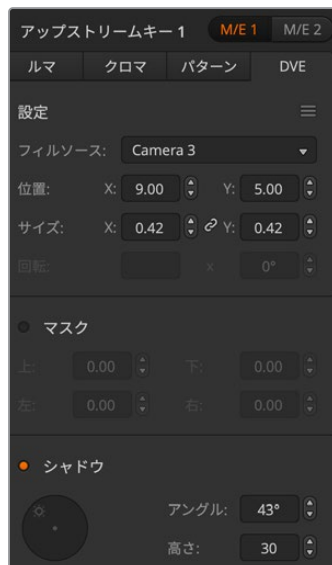 アップストリームキー 1 M/E 1 M/E 2
ルマ クロマ パターン DVE
設定
フィルソース: Camera 3
位置: X: 9.00 Y: 5.00
サイズ: X: 0.42 Y: 0.42
回転: x 0°
マスク
上: 0.00 下: 0.00
左: 0.00 右: 0.00
シャドウ
アングル: 43°
高さ: 30